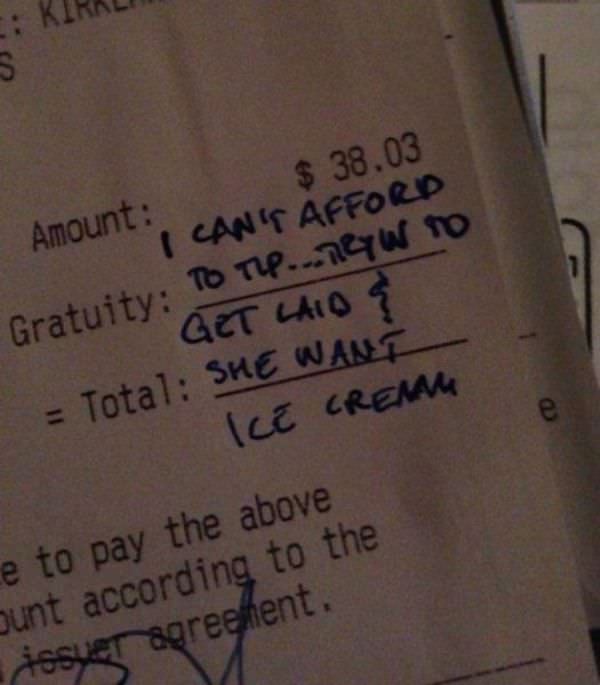 S
$ 38.03
Amount:
I CAN'T AFFORD
TO TIP...TRYIN TO
Gratuity:
GET LAID &
SHE WANT
= Total:
ICE CREAM
e
e to pay the above
ount according to the
issuer agreement.